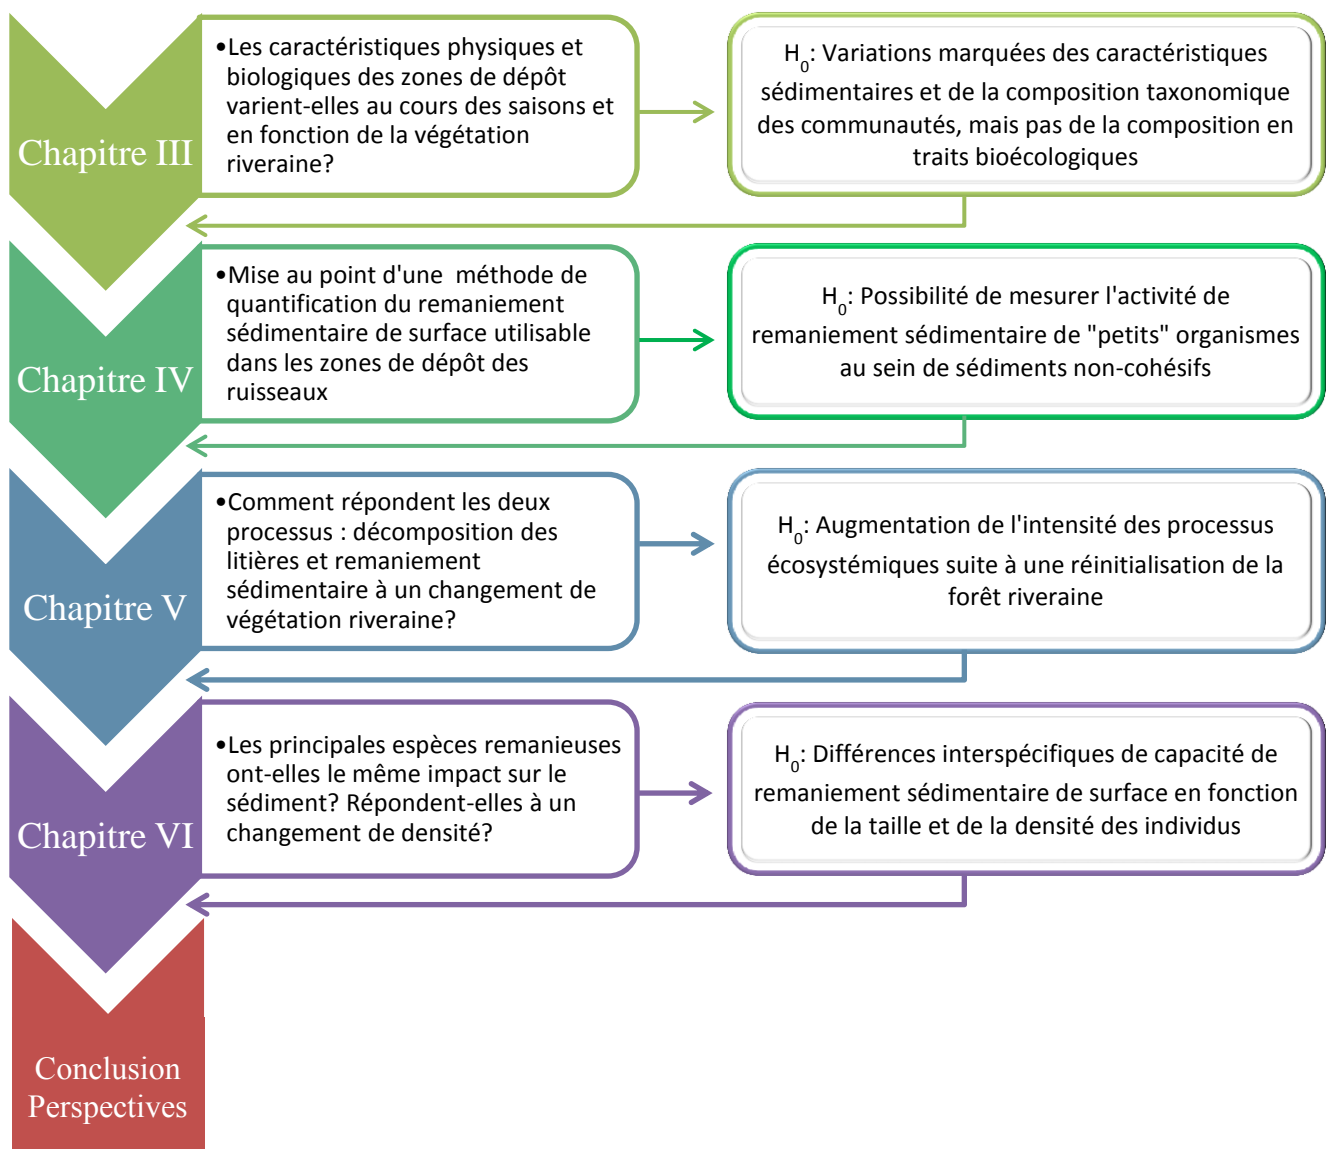 Chapitre III
•Les caractéristiques physiques et
biologiques des zones de dépôt
varient-elles au cours des saisons et
en fonction de la végétation
riveraine?
H0: Variations marquées des caractéristiques
sédimentaires et de la composition taxonomique
des communautés, mais pas de la composition en
traits bioécologiques
Chapitre IV
•Mise au point d'une  méthode de
quantification du remaniement
sédimentaire de surface utilisable
dans les zones de dépôt des
ruisseaux
H0: Possibilité de mesurer l'activité de
remaniement sédimentaire de "petits" organismes
au sein de sédiments non-cohésifs
Chapitre V
•Comment répondent les deux
processus : décomposition des
litières et remaniement
sédimentaire à un changement de
végétation riveraine?
H0: Augmentation de l'intensité des processus
écosystémiques suite à une réinitialisation de la
forêt riveraine
Chapitre VI
•Les principales espèces remanieuses
ont-elles le même impact sur le
sédiment? Répondent-elles à un
changement de densité?
H0: Différences interspécifiques de capacité de
remaniement sédimentaire de surface en fonction
de la taille et de la densité des individus
Conclusion
Perspectives